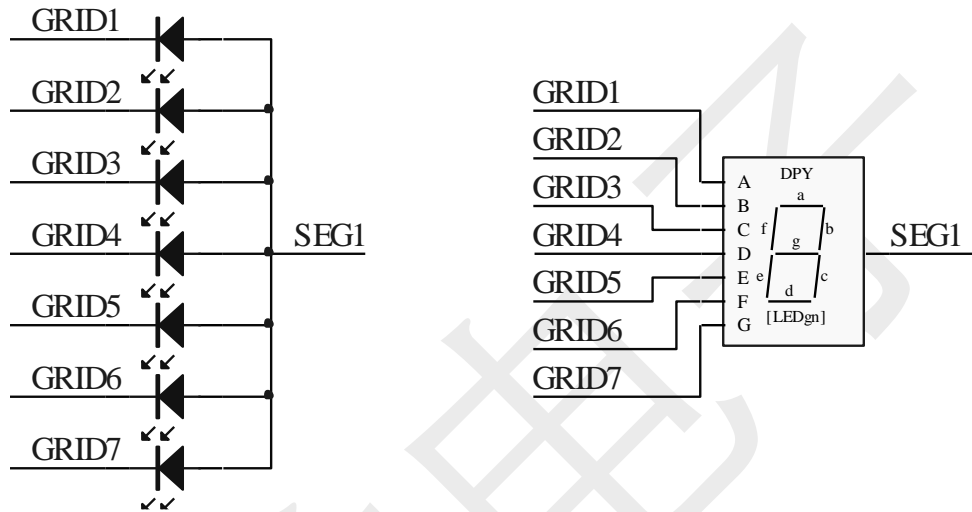 GRID1
GRID2
GRID3
GRID4
GRID5
GRID6
GRID7
SEG1
GRID1
GRID2
GRID3
GRID4
GRID5
GRID6
GRID7
DPY
A
B
C
D
E
F
G
a
f b
g
e c
d
[LEDgn]
SEG1